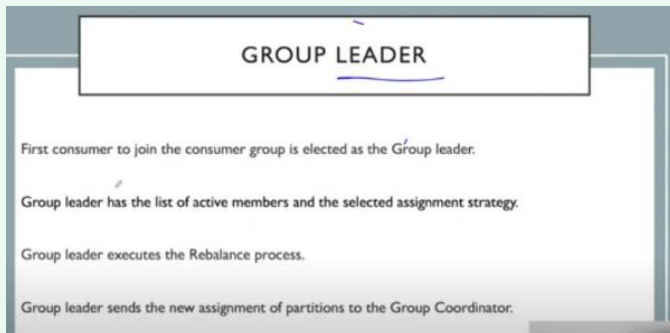 GROUP LEADER
First consumer to join the consumer group is elected as the Group leader.
Group leader has the list of active members and the selected assignment strategy.
Group leader executes the Rebalance process.
Group leader sends the new assignment of partitions to the Group Coordinator.